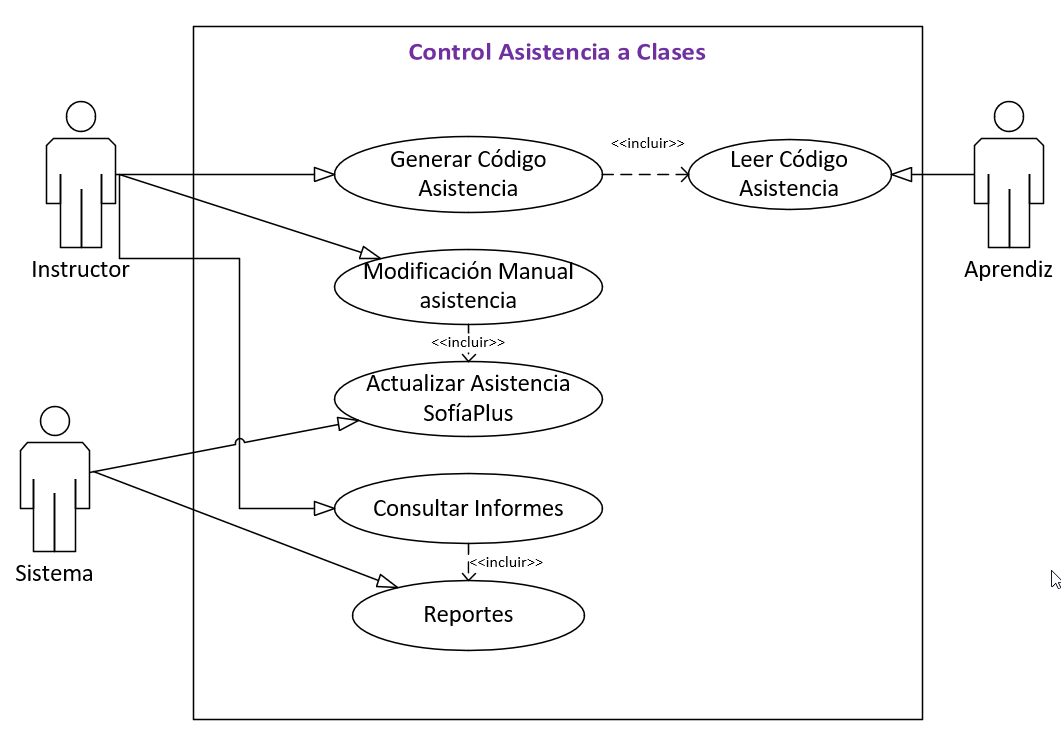 Control Asistencia a Clases
<<incluir>>
Generar Código
Asistencia
Leer Código
Asistencia
Instructor
Aprendiz
Modificación Manual
asistencia
<<incluir>>
Actualizar Asistencia
SofíaPlus
Consultar Informes
<<incluir>>
Sistema
Reportes